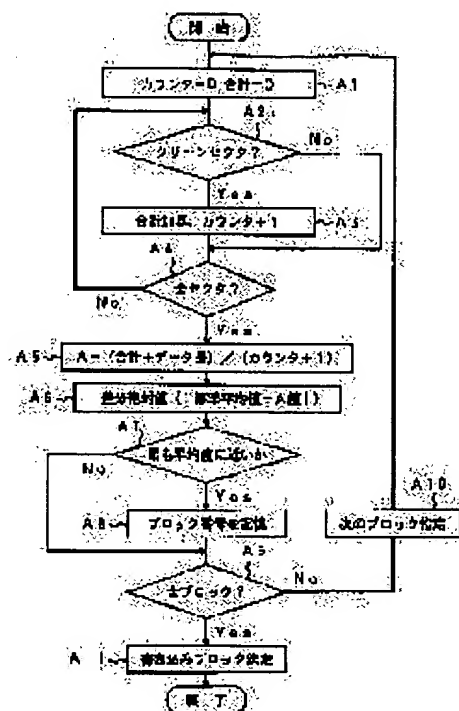 開始
カウンタ=0 合計=0
A1
A2
クリーンセクタ?
No
Yes
合計加算、カウンタ+1
A3
A4
全セクタ?
No
Yes
A5
A=(合計+データ長)/(カウンタ+1)
A6
差分絶対値(|標準平均値-A値|)
A7
最も平均値に近いか
No
Yes
A10
A8
ブロック番号を記憶
次のブロック指定
A9
全ブロック?
No
Yes
書き込みブロック決定
終了